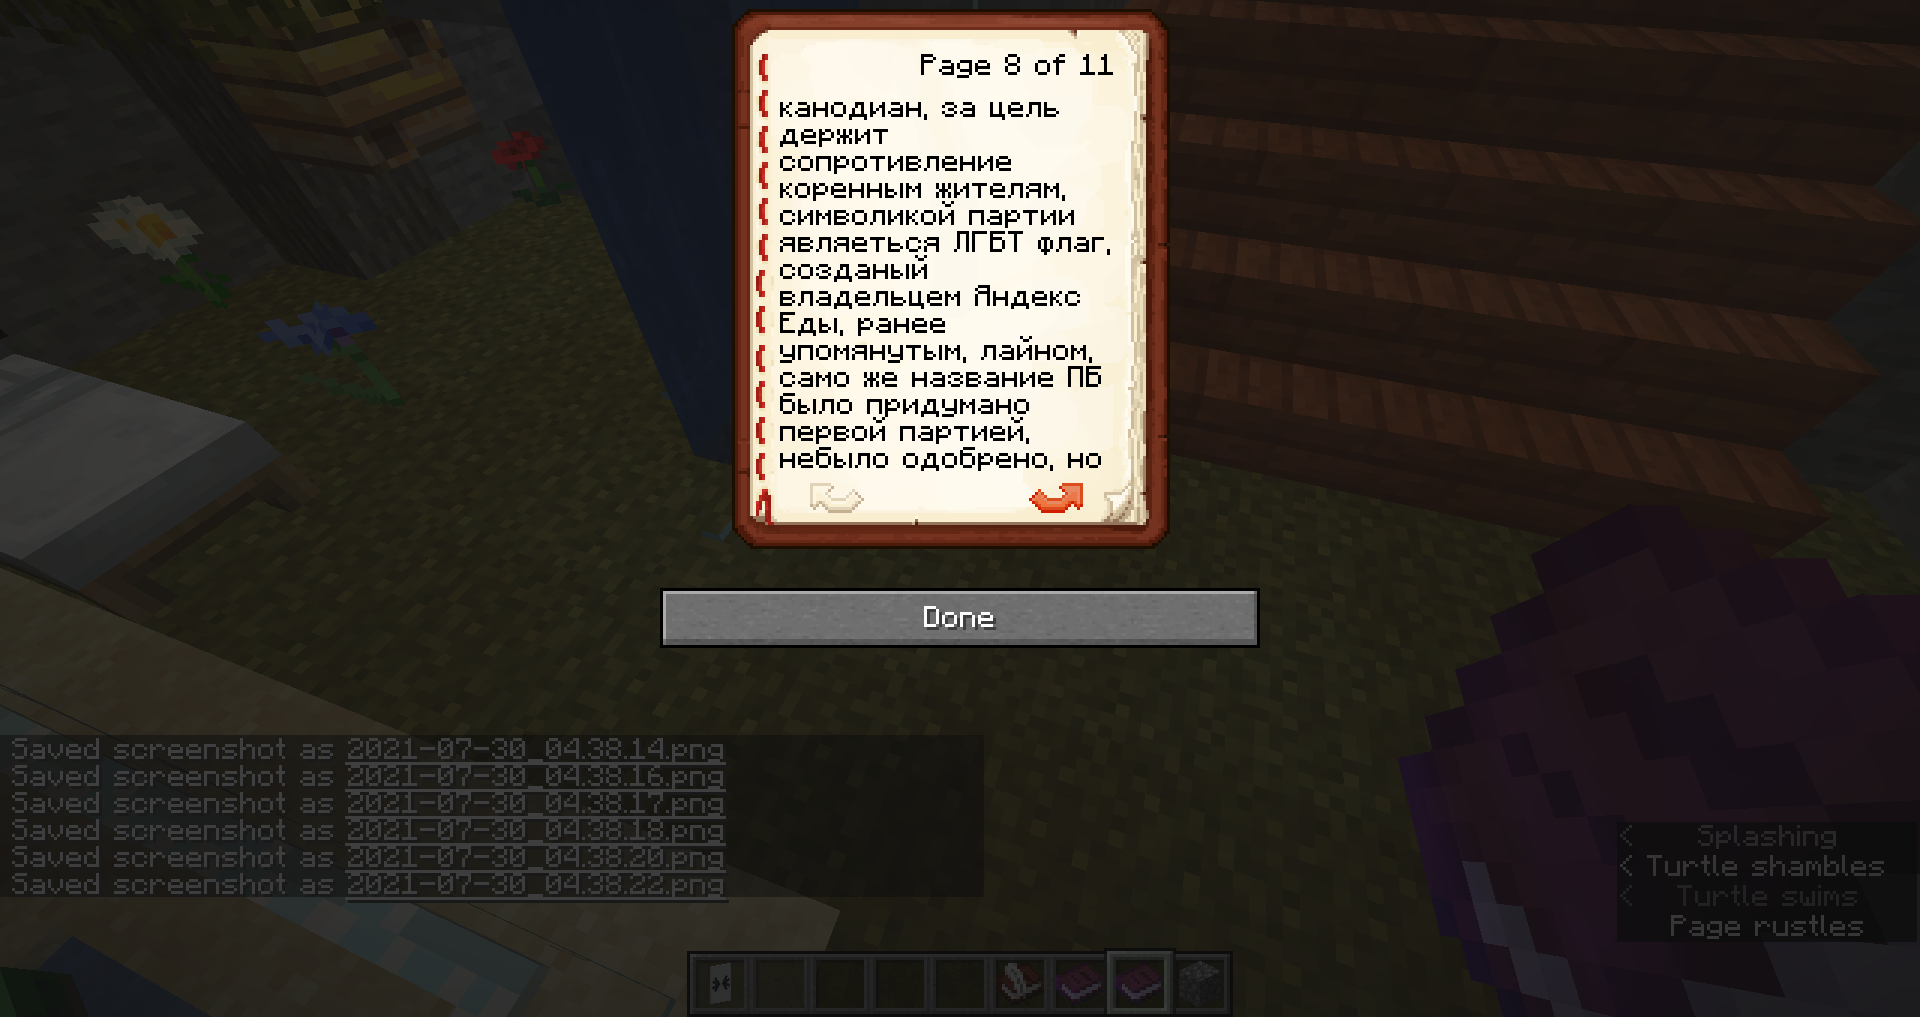 Page 8 of 11
канодиан, за цель
держит
сопротивление
коренным жителям,
символикой партии
являеться ЛГБТ флаг,
созданый
владельцем Яндекс
Еды, ранее
упомянутым, лайном,
само же название ПБ
было придумано
первой партией,
небыло одобрено, но
Done
Saved screenshot as 2021-07-30_04.38.14.png
Saved screenshot as 2021-07-30_04.38.16.png
Saved screenshot as 2021-07-30_04.38.17.png
Saved screenshot as 2021-07-30_04.38.18.png
Saved screenshot as 2021-07-30_04.38.20.png
Saved screenshot as 2021-07-30_04.38.22.png
< Splashing
< Turtle shambles
< Turtle swims
Page rustles